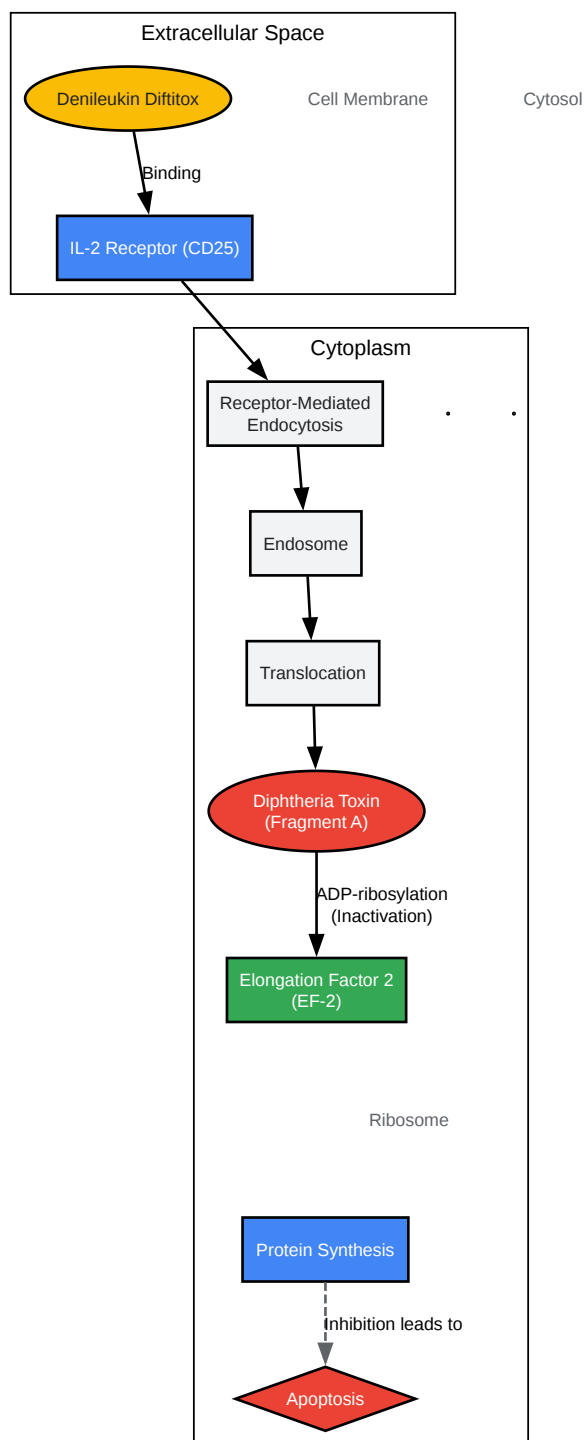 Extracellular Space
Denileukin Diftitox
Cell Membrane
Cytosol
Binding
IL-2 Receptor (CD25)
Cytoplasm
Receptor-Mediated
Endocytosis
Endosome
Translocation
Diphtheria Toxin
(Fragment A)
ADP-ribosylation
(Inactivation)
Elongation Factor 2
(EF-2)
Ribosome
Protein Synthesis
Inhibition leads to
Apoptosis